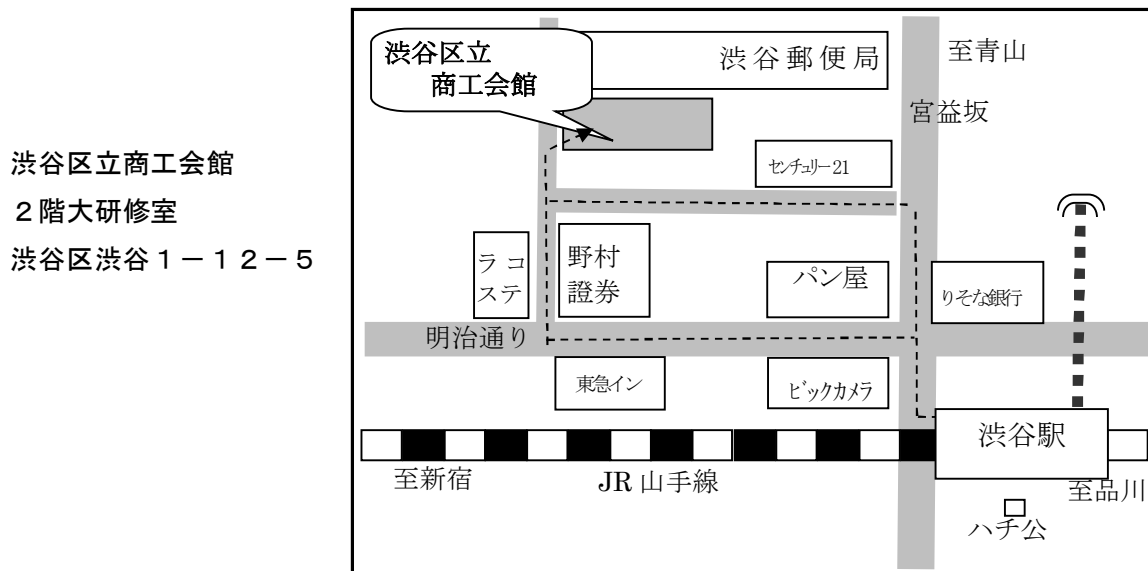 渋谷区立商工会館
２階大研修室
渋谷区渋谷１－１２－５
渋谷区立
商工会館
渋谷郵便局
至青山
宮益坂
センチュリー21
ラコ
ステ
野村
證券
パン屋
りそな銀行
明治通り
東急イン
ビックカメラ
渋谷駅
至新宿
JR 山手線
至品川
ハチ公